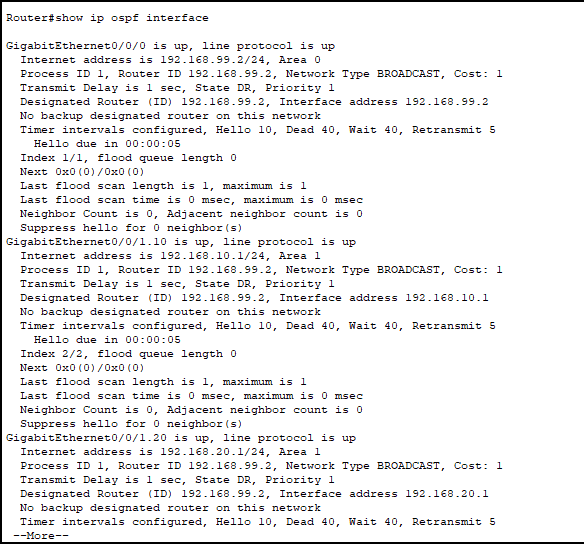 Router#show ip ospf interface
GigabitEthernet0/0/0 is up, line protocol is up
Internet address is 192.168.99.2/24, Area 0
Process ID 1, Router ID 192.168.99.2, Network Type BROADCAST, Cost: 1
Transmit Delay is 1 sec, State DR, Priority 1
Designated Router (ID) 192.168.99.2, Interface address 192.168.99.2
No backup designated router on this network
Timer intervals configured, Hello 10, Dead 40, Wait 40, Retransmit 5
Hello due in 00:00:05
Index 1/1, flood queue length 0
Next 0x0(0)/0x0(0)
Last flood scan length is 1, maximum is 1
Last flood scan time is 0 msec, maximum is 0 msec
Neighbor Count is 0, Adjacent neighbor count is 0
Suppress hello for 0 neighbor(s)
GigabitEthernet0/0/1.10 is up, line protocol is up
Internet address is 192.168.10.1/24, Area 1
Process ID 1, Router ID 192.168.99.2, Network Type BROADCAST, Cost: 1
Transmit Delay is 1 sec, State DR, Priority 1
Designated Router (ID) 192.168.99.2, Interface address 192.168.10.1
No backup designated router on this network
Timer intervals configured, Hello 10, Dead 40, Wait 40, Retransmit 5
Hello due in 00:00:05
Index 2/2, flood queue length 0
Next 0x0(0)/0x0(0)
Last flood scan length is 1, maximum is 1
Last flood scan time is 0 msec, maximum is 0 msec
Neighbor Count is 0, Adjacent neighbor count is 0
Suppress hello for 0 neighbor(s)
GigabitEthernet0/0/1.20 is up, line protocol is up
Internet address is 192.168.20.1/24, Area 1
Process ID 1, Router ID 192.168.99.2, Network Type BROADCAST, Cost: 1
Transmit Delay is 1 sec, State DR, Priority 1
Designated Router (ID) 192.168.99.2, Interface address 192.168.20.1
No backup designated router on this network
Timer intervals configured, Hello 10, Dead 40, Wait 40, Retransmit 5
--More--